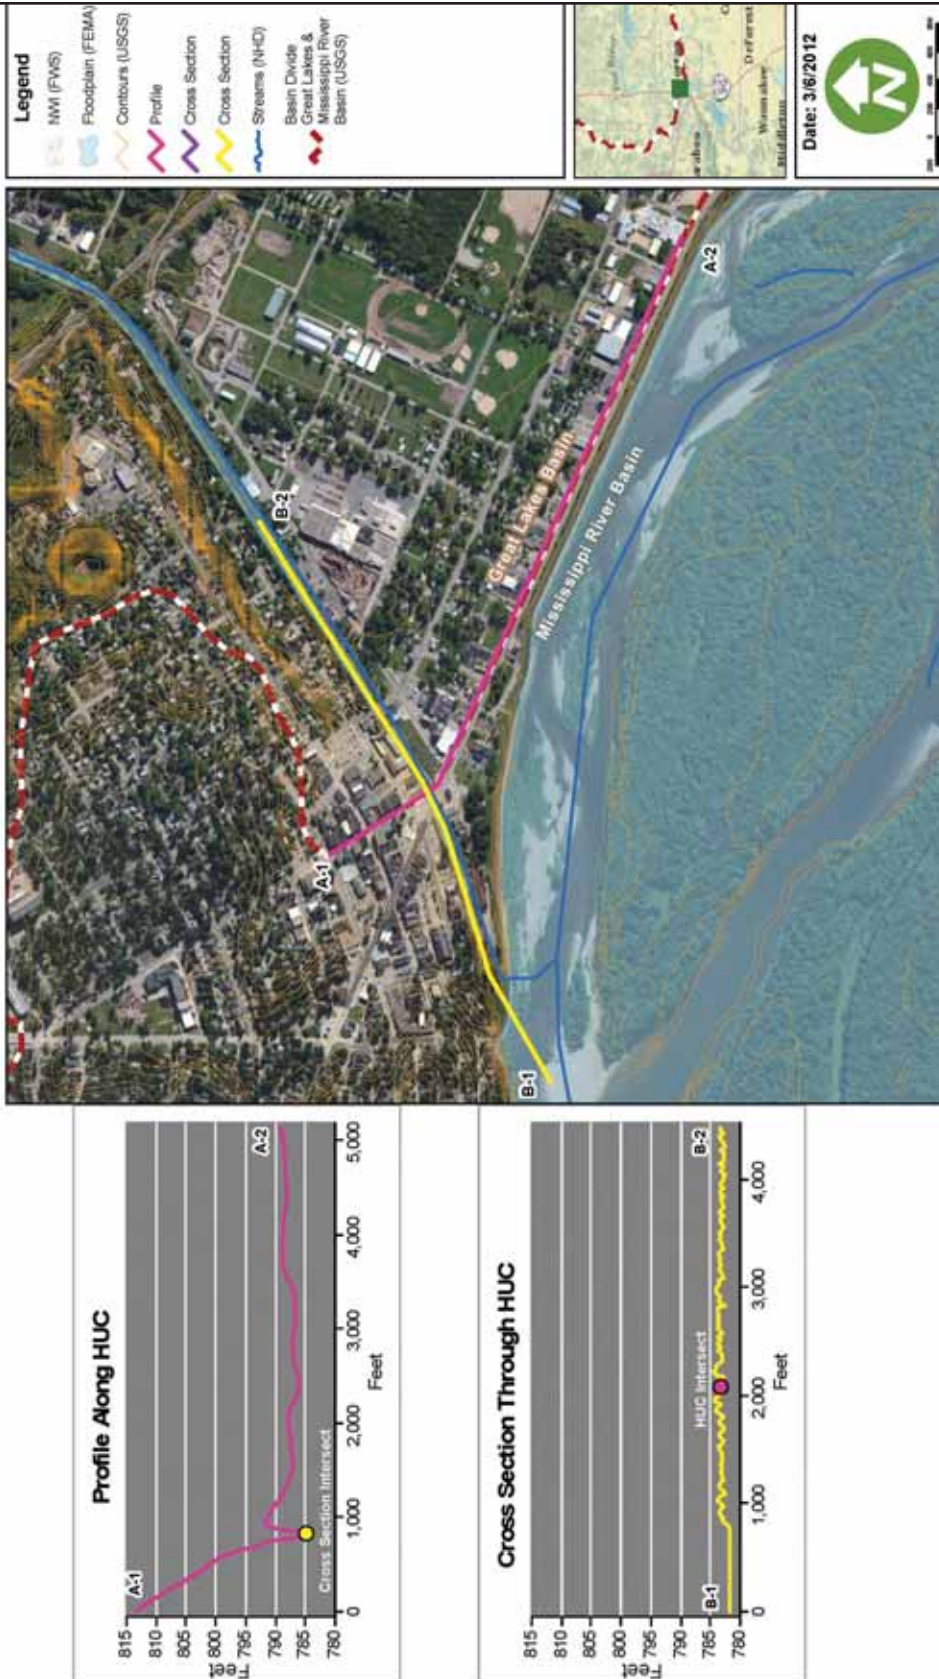 Profile Along HUC
Feet
815
810
805
800
795
790
785
780
A-1
A-2
Cross Section Intersect
0
1,000
2,000
3,000
4,000
5,000
Feet
Cross Section Through HUC
815
810
805
800
795
790
785
780
B-1
B-2
HUC Intersect
0
1,000
2,000
3,000
4,000
Feet
A-1
B-2
Great Lakes Basin
Mississippi River Basin
A-2
B-1
Legend
NWI (FWS)
Floodplain (FEMA)
Contours (USGS)
Profile
Cross Section
Cross Section
Streams (NHD)
Basin Divide:
Great Lakes &
Mississippi River
Basin (USGS)
DeForest
Waunakee
Middleton
Date: 3/6/2012
N